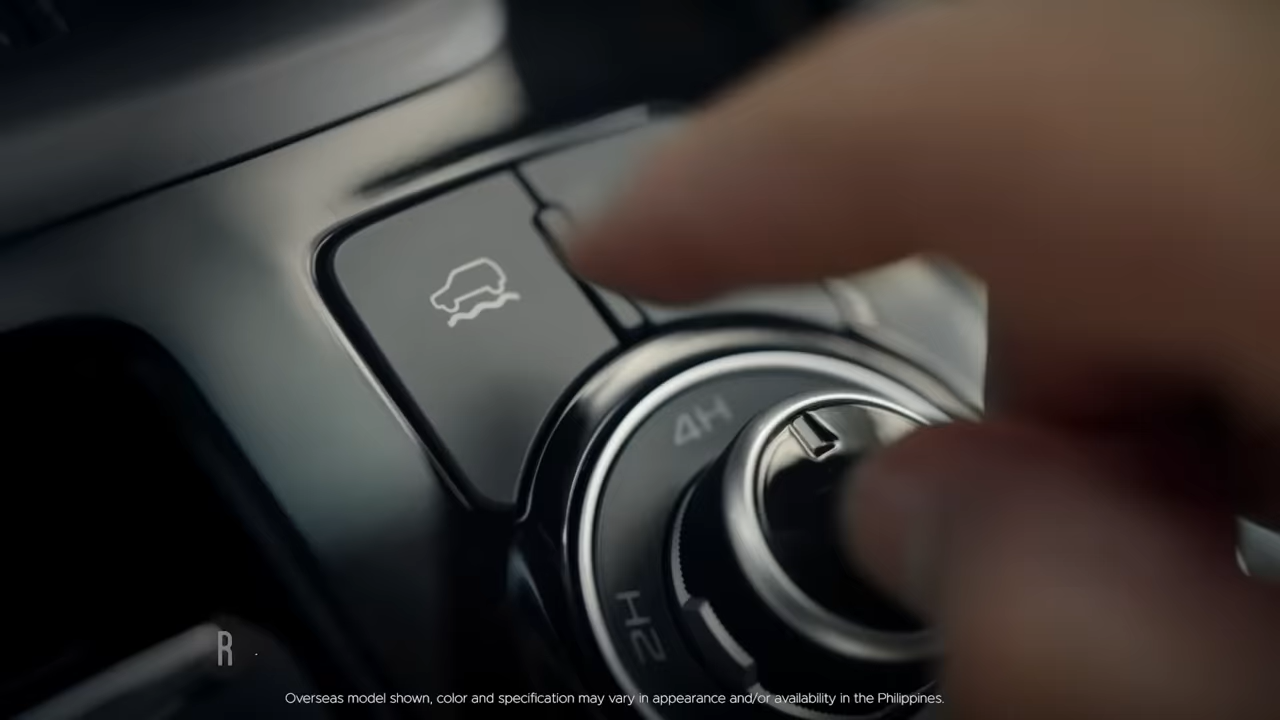 4H
2H
R
Overseas model shown, color and specification may vary in appearance and/or availability in the Philippines.